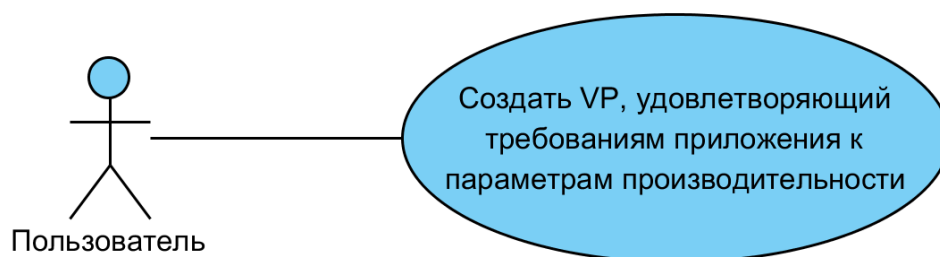 Создать VP, удовлетворяющий
требованиям приложения к
параметрам производительности
Пользователь